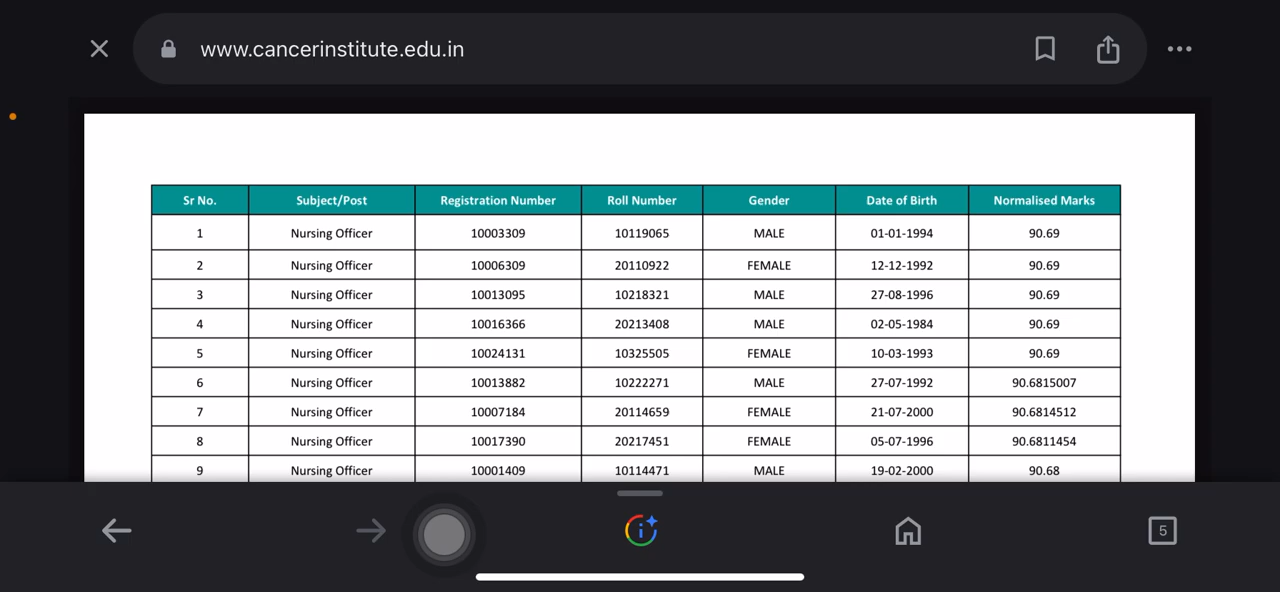 www.cancerinstitute.edu.in
Sr No. Subject/Post Registration Number Roll Number Gender Date of Birth Normalised Marks
1 Nursing Officer 10003309 10119065 MALE 01-01-1994 90.69
2 Nursing Officer 10006309 20110922 FEMALE 12-12-1992 90.69
3 Nursing Officer 10013095 10218321 MALE 27-08-1996 90.69
4 Nursing Officer 10016366 20213408 MALE 02-05-1984 90.69
5 Nursing Officer 10024131 10325505 FEMALE 10-03-1993 90.69
6 Nursing Officer 10013882 10222271 MALE 27-07-1992 90.6815007
7 Nursing Officer 10007184 20114659 FEMALE 21-07-2000 90.6814512
8 Nursing Officer 10017390 20217451 FEMALE 05-07-1996 90.6811454
9 Nursing Officer 10001409 10114471 MALE 19-02-2000 90.68
5